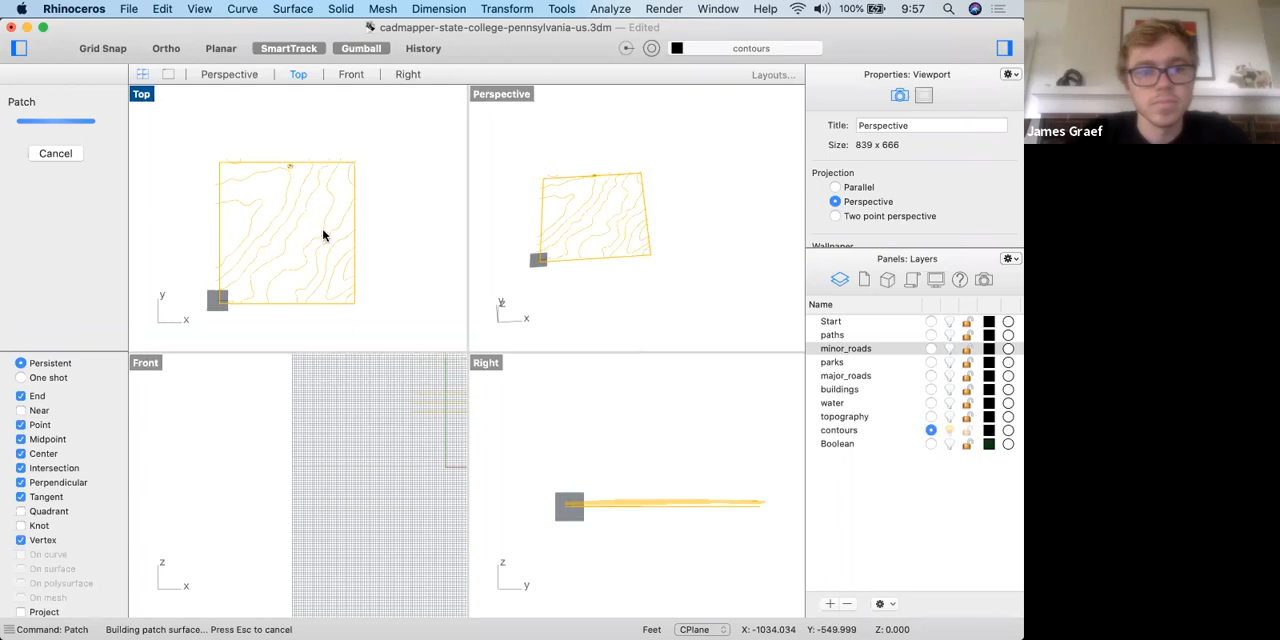 Rhinoceros File Edit View Curve Surface Solid Mesh Dimension Transform Tools Analyze Render Window Help 100% 9:57
cadmapper-state-college-pennsylvania-us.3dm — Edited
Grid Snap Ortho Planar SmartTrack Gumball History contours
Perspective Top Front Right Layouts...
Properties: Viewport
Patch
Cancel
Top
Perspective
Title: Perspective
Size: 839 x 666
Projection
Parallel
Perspective
Two point perspective
Wallpaper
James Graef
Panels: Layers
Name
Start
paths
minor_roads
parks
major_roads
buildings
water
topography
contours
Boolean
y
x
y
z
x
Front
Right
z
x
z
y
Persistent
One shot
End
Near
Point
Midpoint
Center
Intersection
Perpendicular
Tangent
Quadrant
Knot
Vertex
On curve
On surface
On polysurface
On mesh
Project
Command: Patch Building patch surface... Press Esc to cancel Feet CPlane X: -1034.034 Y: -549.999 Z: 0.000